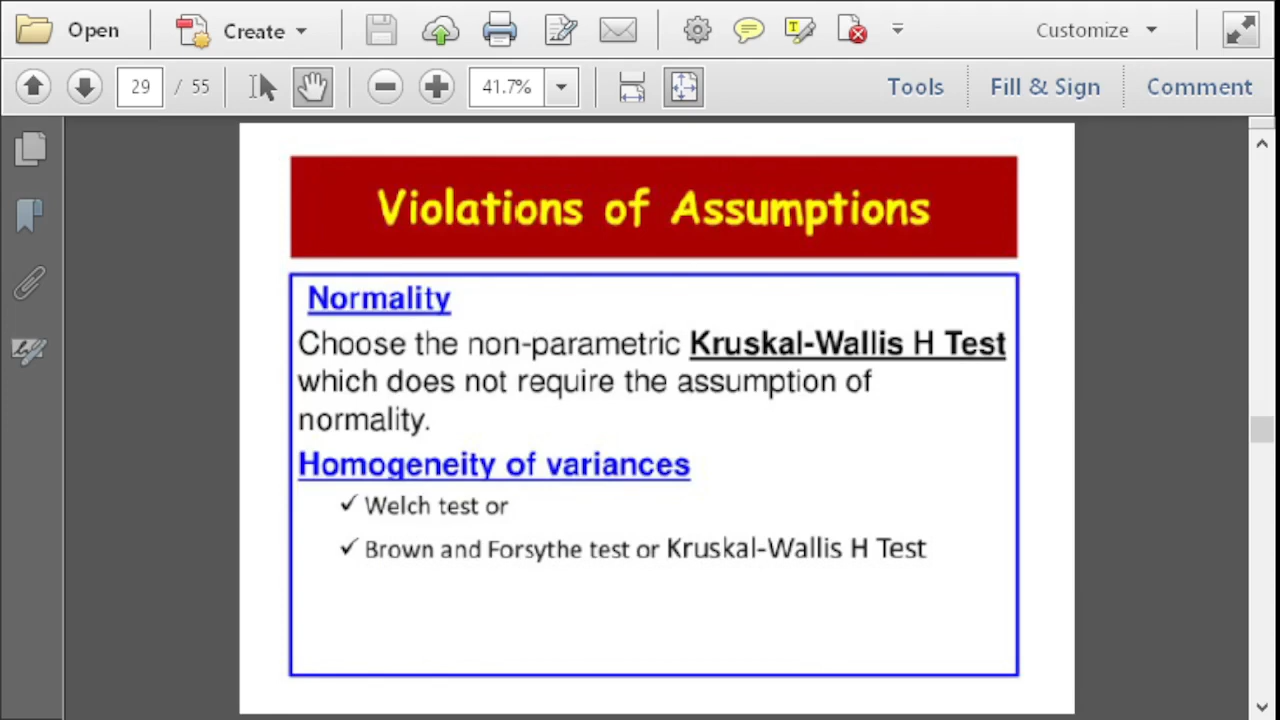 Open Create Customize
29 / 55 41.7% Tools Fill & Sign Comment
Violations of Assumptions
Normality
Choose the non-parametric Kruskal-Wallis H Test
which does not require the assumption of
normality.
Homogeneity of variances
✓ Welch test or
✓ Brown and Forsythe test or Kruskal-Wallis H Test